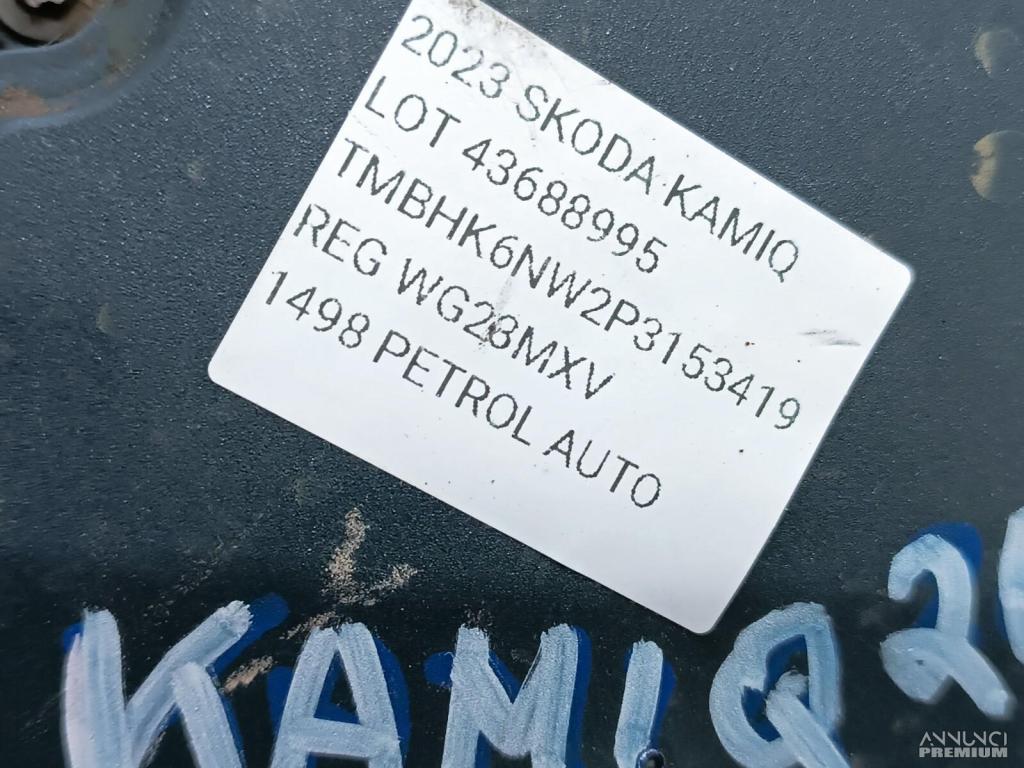 2023 SKODA KAMIQ
LOT 43688995
TMBHK6NW2P3153419
REG WG23MXV
1498 PETROL AUTO
KAMIQ
ANNUNCI
PREMIUM